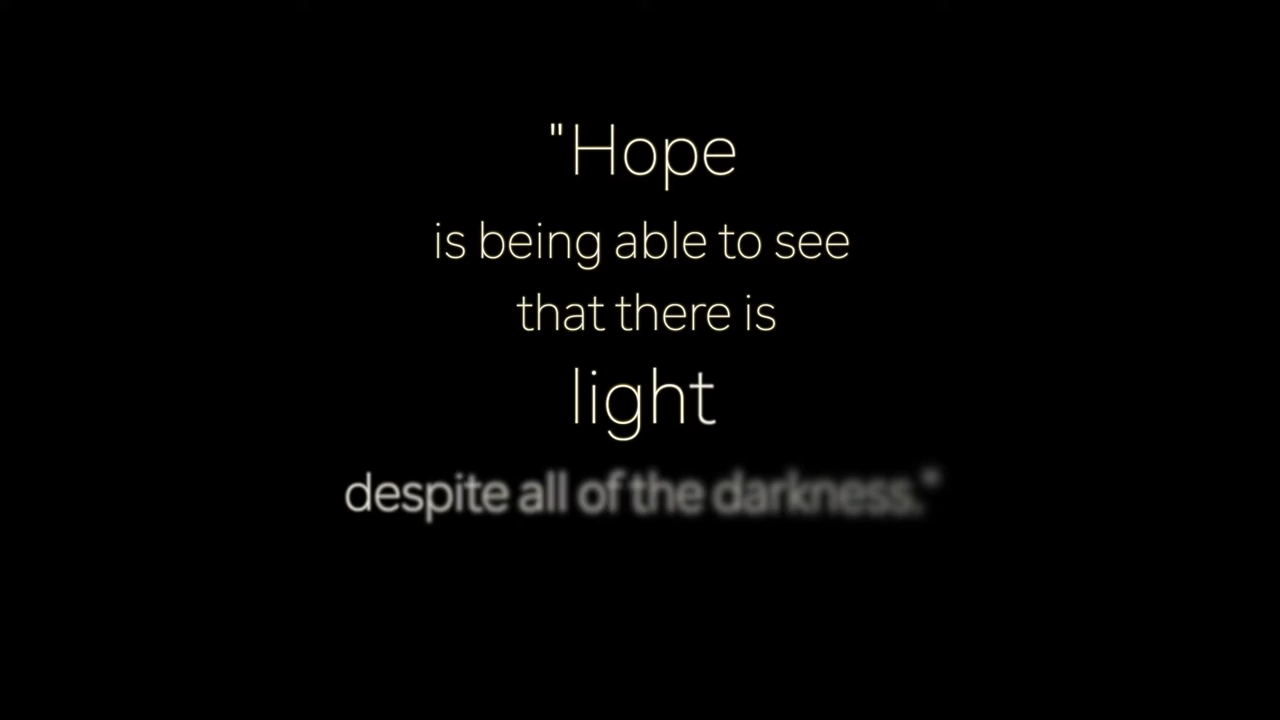 "Hope
is being able to see
that there is
light
despite all of the darkness."